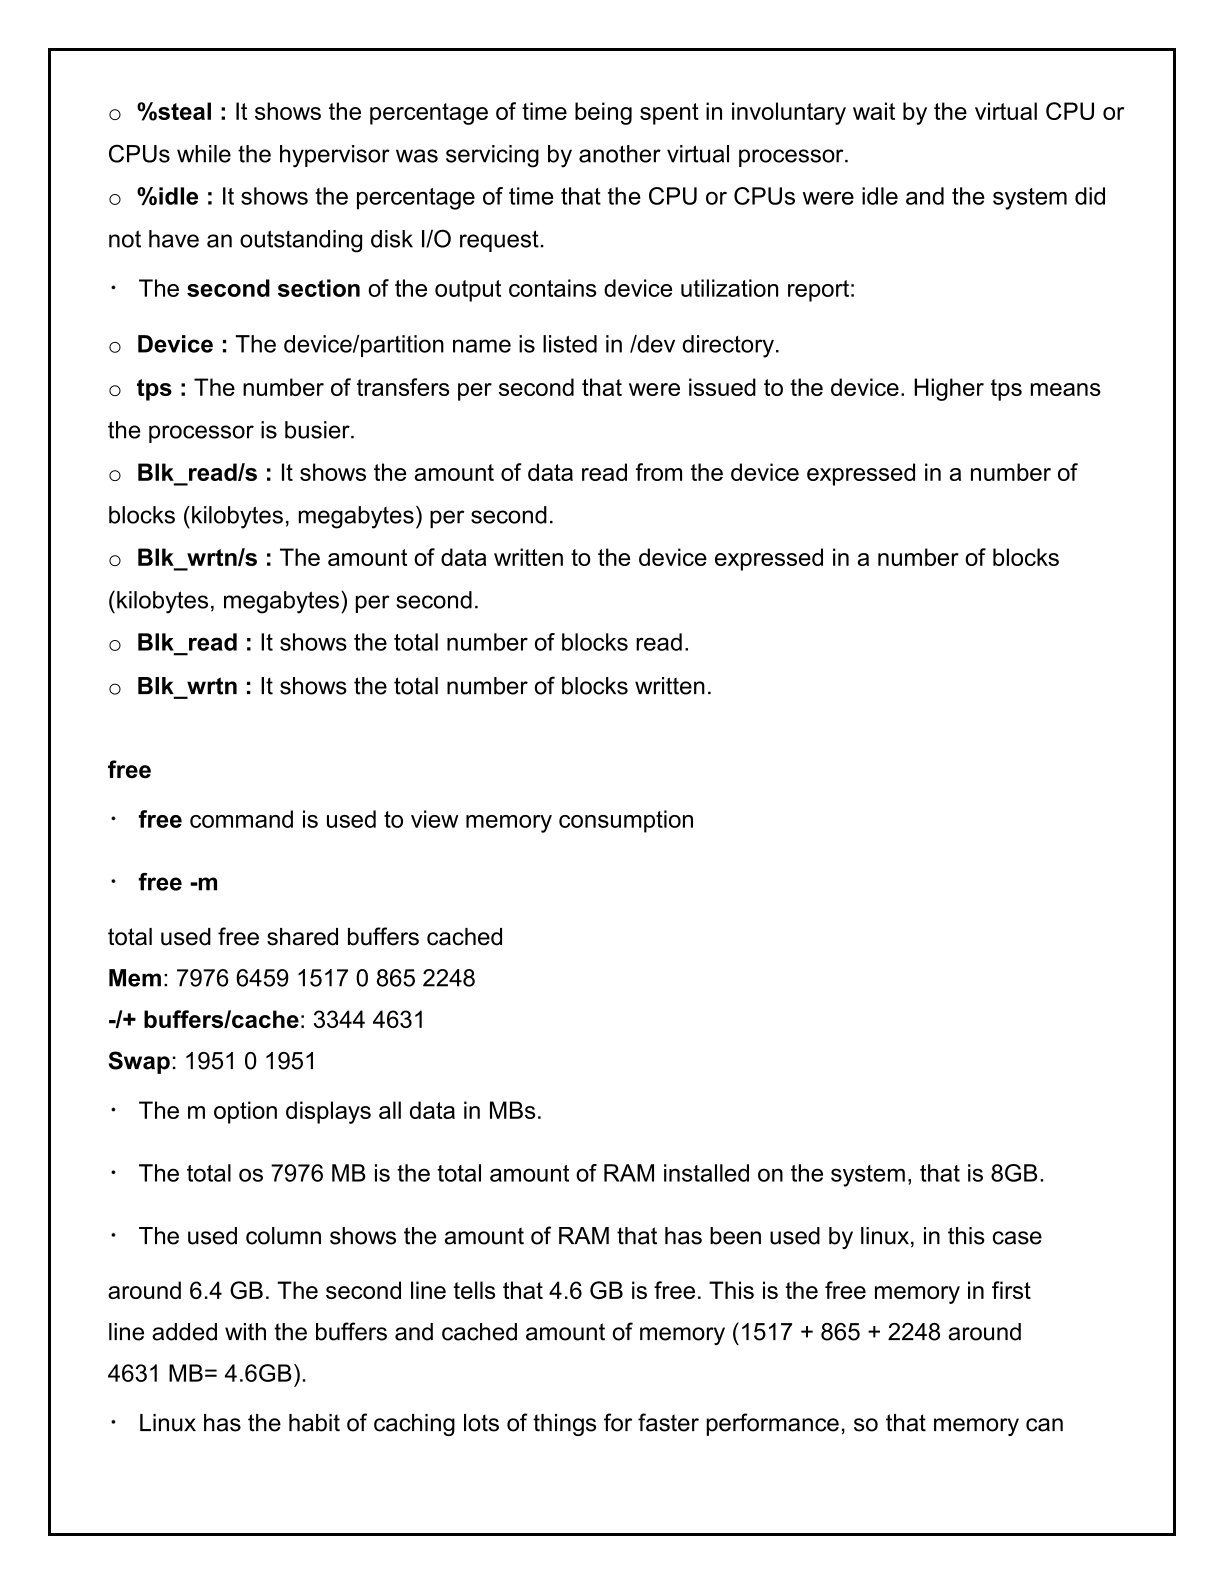 o %steal : It shows the percentage of time being spent in involuntary wait by the virtual CPU or
CPUs while the hypervisor was servicing by another virtual processor.
o %idle : It shows the percentage of time that the CPU or CPUs were idle and the system did
not have an outstanding disk I/O request.
· The second section of the output contains device utilization report:
o Device : The device/partition name is listed in /dev directory.
o tps : The number of transfers per second that were issued to the device. Higher tps means
the processor is busier.
o Blk_read/s : It shows the amount of data read from the device expressed in a number of
blocks (kilobytes, megabytes) per second.
o Blk_wrtn/s : The amount of data written to the device expressed in a number of blocks
(kilobytes, megabytes) per second.
o Blk_read : It shows the total number of blocks read.
o Blk_wrtn : It shows the total number of blocks written.
free
· free command is used to view memory consumption
· free -m
total used free shared buffers cached
Mem: 7976 6459 1517 0 865 2248
-/+ buffers/cache: 3344 4631
Swap: 1951 0 1951
· The m option displays all data in MBs.
· The total os 7976 MB is the total amount of RAM installed on the system, that is 8GB.
· The used column shows the amount of RAM that has been used by linux, in this case
around 6.4 GB. The second line tells that 4.6 GB is free. This is the free memory in first
line added with the buffers and cached amount of memory (1517 + 865 + 2248 around
4631 MB= 4.6GB).
· Linux has the habit of caching lots of things for faster performance, so that memory can